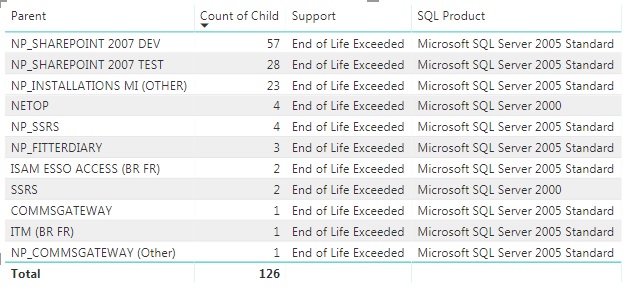 Parent Count of Child Support SQL Product
NP_SHAREPOINT 2007 DEV 57 End of Life Exceeded Microsoft SQL Server 2005 Standard
NP_SHAREPOINT 2007 TEST 28 End of Life Exceeded Microsoft SQL Server 2005 Standard
NP_INSTALLATIONS MI (OTHER) 23 End of Life Exceeded Microsoft SQL Server 2005 Standard
NETOP 4 End of Life Exceeded Microsoft SQL Server 2000
NP_SSRS 4 End of Life Exceeded Microsoft SQL Server 2005 Standard
NP_FITTERDIARY 3 End of Life Exceeded Microsoft SQL Server 2005 Standard
ISAM ESSO ACCESS (BR FR) 2 End of Life Exceeded Microsoft SQL Server 2005 Standard
SSRS 2 End of Life Exceeded Microsoft SQL Server 2000
COMMSGATEWAY 1 End of Life Exceeded Microsoft SQL Server 2005 Standard
ITM (BR FR) 1 End of Life Exceeded Microsoft SQL Server 2005 Standard
NP_COMMSGATEWAY (Other) 1 End of Life Exceeded Microsoft SQL Server 2005 Standard
Total 126